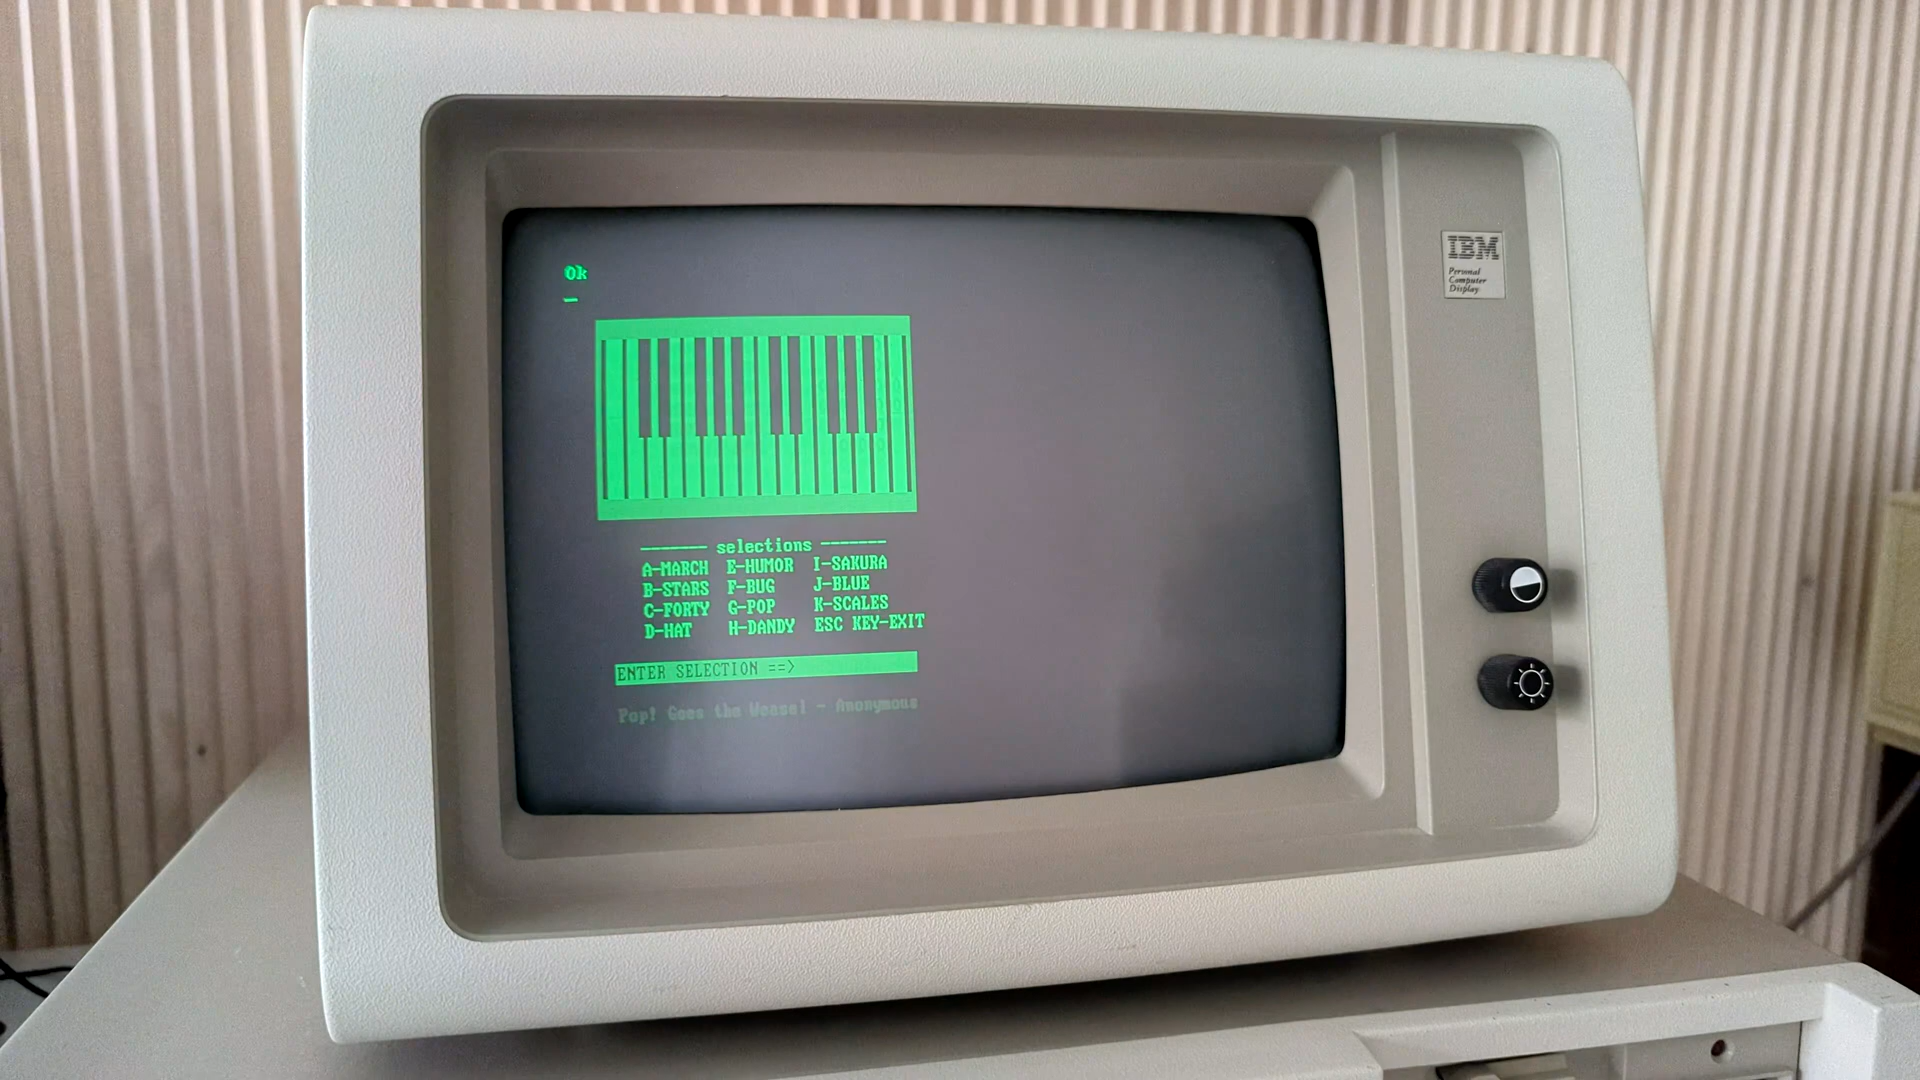 Ok
_
------- selections -------
A-MARCH E-HUMOR I-SAKURA
B-STARS F-BUG J-BLUE
C-FORTY G-POP K-SCALES
D-HAT H-DANDY ESC KEY-EXIT
ENTER SELECTION ==>
Pop! Goes the Weasel - Anonymous
IBM
Personal
Computer
Display